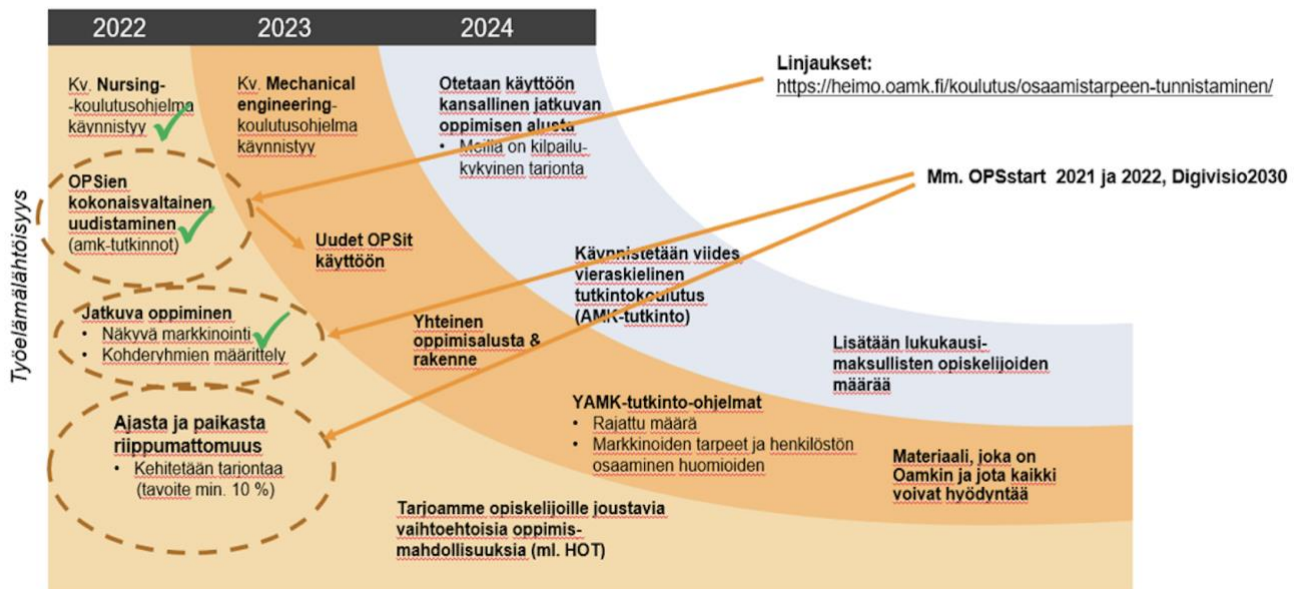 2022
2023
2024
Työelämälähtöisyys
Kv. Nursing-
-koulutusohjelma
käynnistyy
OPSien
kokonaisvaltainen
uudistaminen
(amk-tutkinnot)
Jatkuva oppiminen
• Näkyvä markkinointi
• Kohderyhmien määrittely
Ajasta ja paikasta
riippumattomuus
• Kehitetään tarjontaa
(tavoite min. 10 %)
Kv. Mechanical
engineering-
koulutusohjelma
käynnistyy
Uudet OPSit
käyttöön
Yhteinen
oppimisalusta &
rakenne
Tarjoamme opiskelijoille joustavia
vaihtoehtoisia oppimis-
mahdollisuuksia (ml. HOT)
Otetaan käyttöön
kansallinen jatkuvan
oppimisen alusta
• Meillä on kilpailu-
kykyinen tarjonta
Käynnistetään viides
vieraskielinen
tutkintokoulutus
(AMK-tutkinto)
YAMK-tutkinto-ohjelmat
• Rajattu määrä
• Markkinoiden tarpeet ja henkilöstön
osaaminen huomioiden
Lisätään lukukausi-
maksullisten opiskelijoiden
määrää
Materiaali, joka on
Oamkin ja jota kaikki
voivat hyödyntää
Linjaukset:
https://heimo.oamk.fi/koulutus/osaamistarpeen-tunnistaminen/
Mm. OPSstart 2021 ja 2022, Digivisio2030